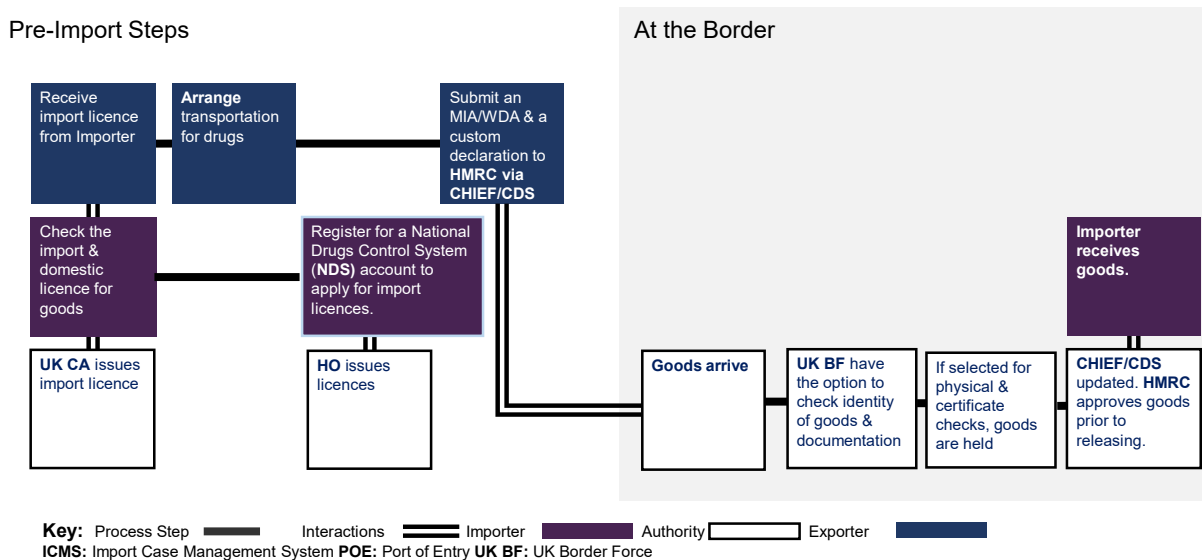 Pre-Import Steps
At the Border
Receive
import licence
from Importer
Arrange
transportation
for drugs
Submit an
MIA/WDA & a
custom
declaration to
HMRC via
CHIEF/CDS
Check the
import &
domestic
licence for
goods
Register for a National
Drugs Control System
(NDS) account to
apply for import
licences.
Importer
receives
goods.
UK CA issues
import licence
HO issues
licences
Goods arrive
UK BF have
the option to
check identity
of goods &
documentation
If selected for
physical &
certificate
checks, goods
are held
CHIEF/CDS
updated. HMRC
approves goods
prior to
releasing.
Key: Process Step Interactions Importer Authority Exporter
ICMS: Import Case Management System POE: Port of Entry UK BF: UK Border Force